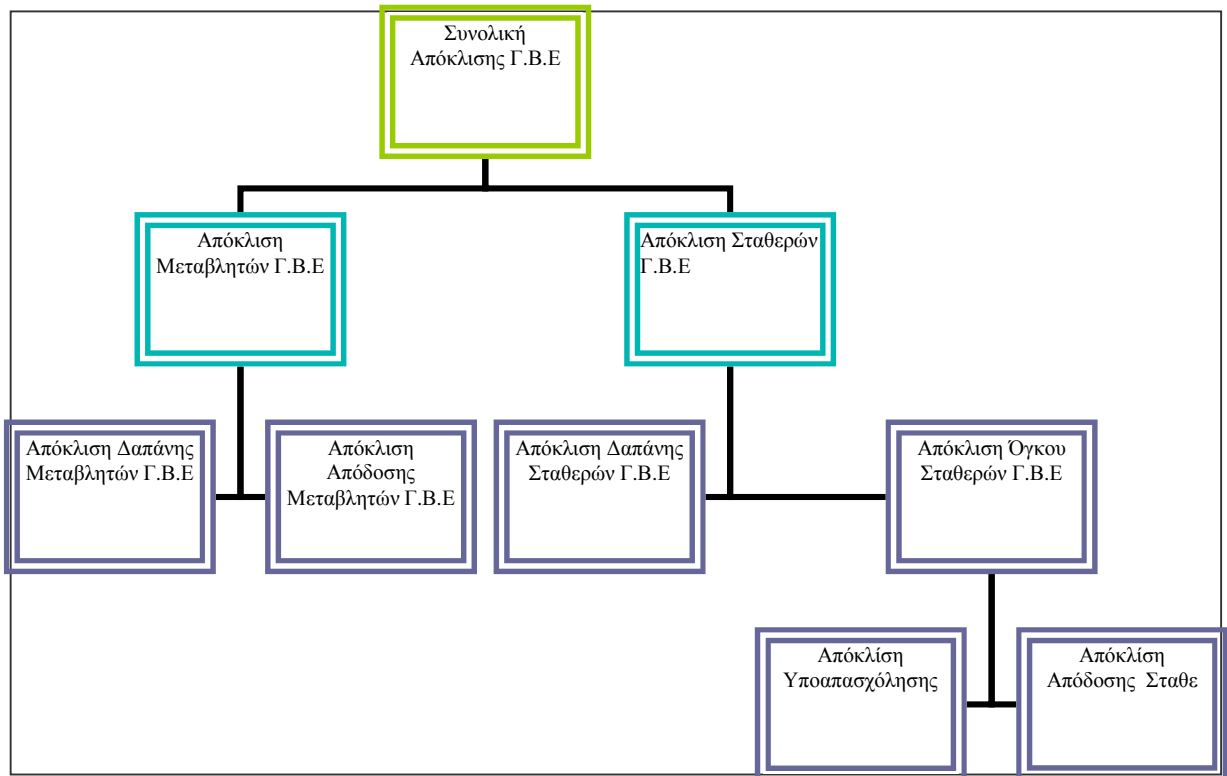 Συνολική
Απόκλισης Γ.Β.Ε
Απόκλιση
Μεταβλητών Γ.Β.Ε
Απόκλιση Σταθερών
Γ.Β.Ε
Απόκλιση Δαπάνης
Μεταβλητών Γ.Β.Ε
Απόκλιση
Απόδοσης
Μεταβλητών Γ.Β.Ε
Απόκλιση Δαπάνης
Σταθερών Γ.Β.Ε
Απόκλιση Όγκου
Σταθερών Γ.Β.Ε
Απόκλίση
Υποαπασχόλησης
Απόκλίση
Απόδοσης Σταθε